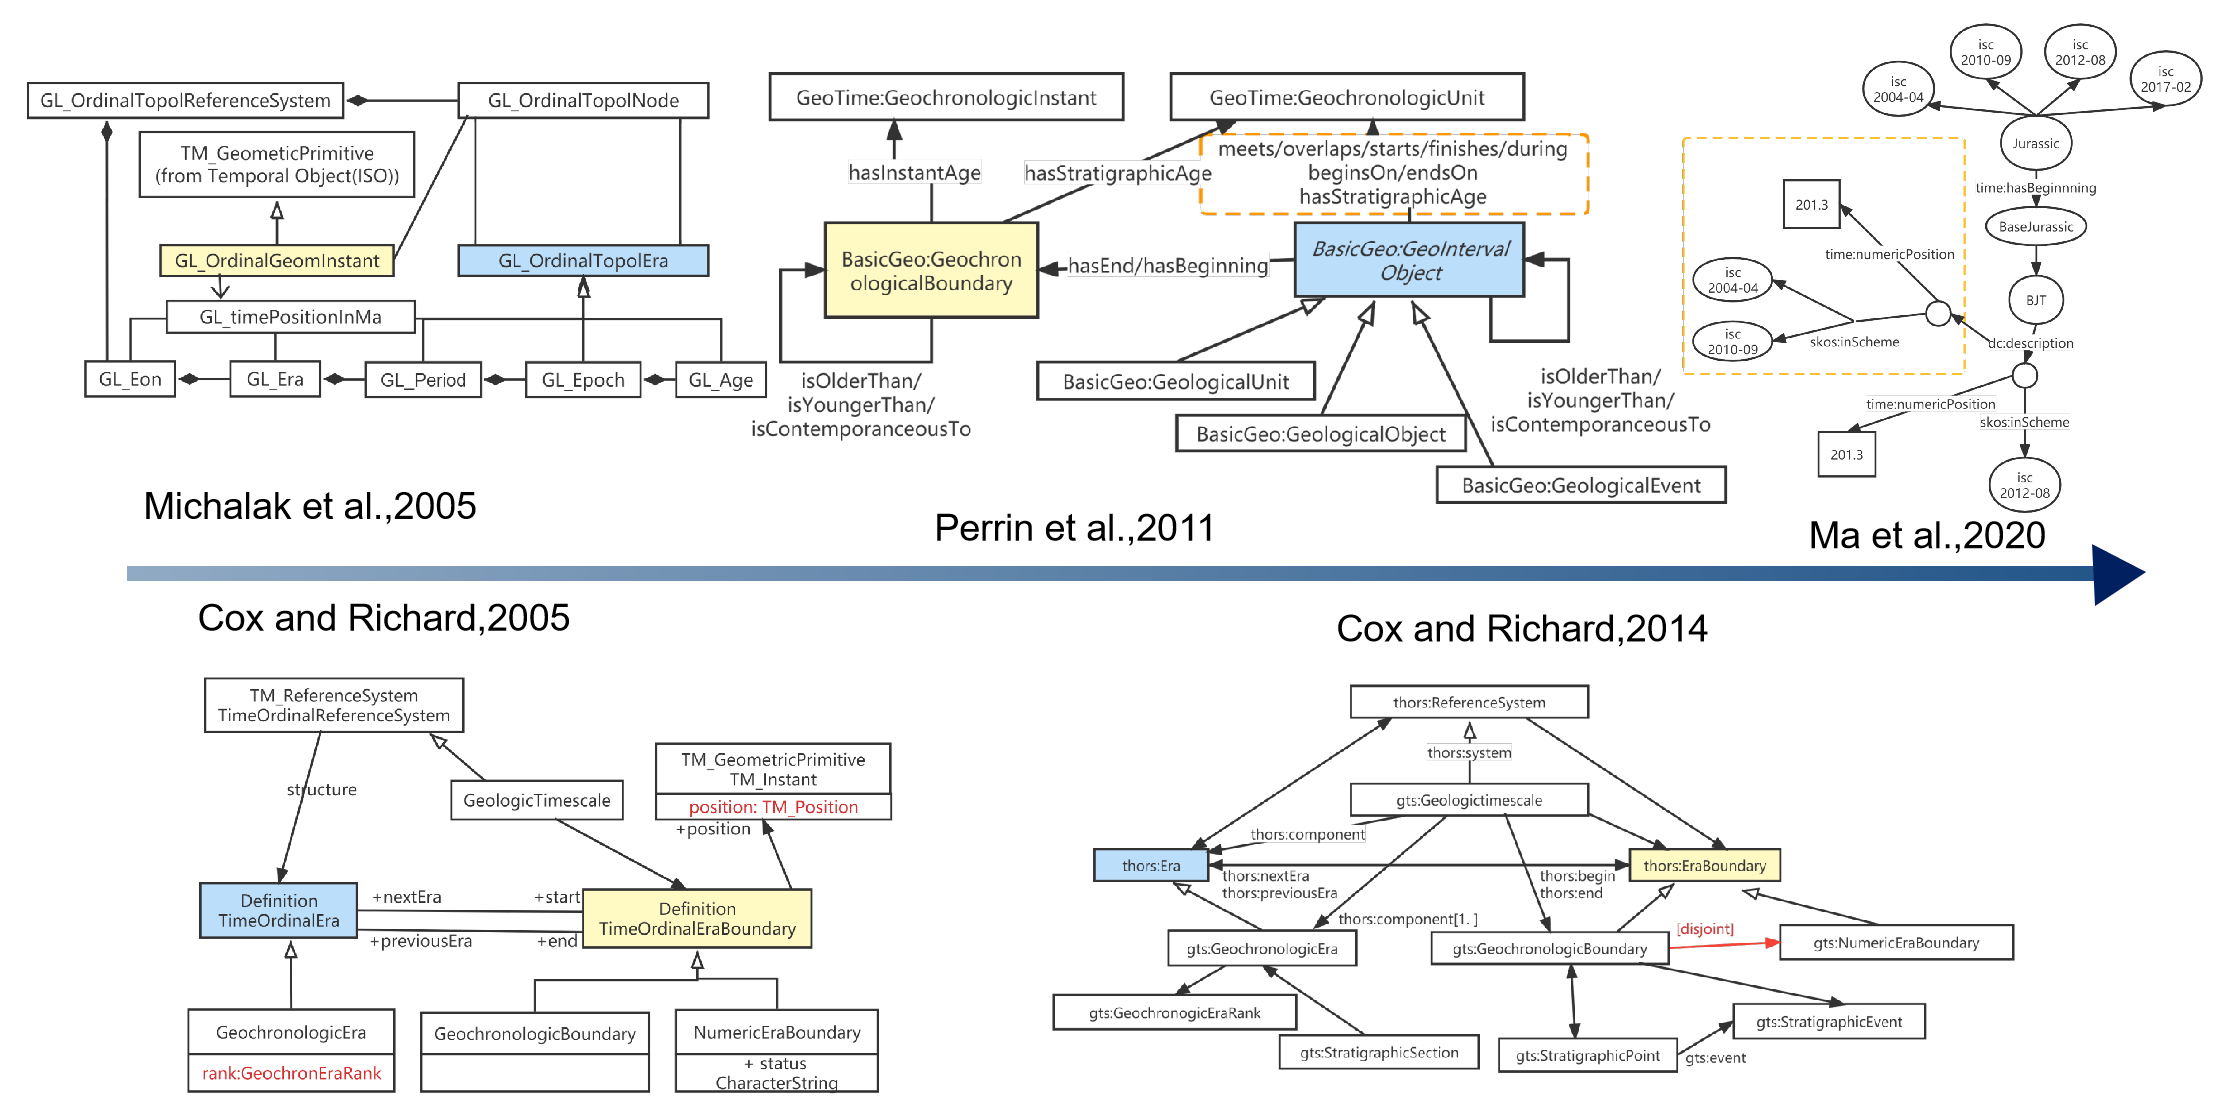 GL_OrdinalTopolReferenceSystem
GL_OrdinalTopolNode
TM_GeometicPrimitive
(from Temporal Object(ISO))
GL_OrdinalGeomInstant
GL_OrdinalTopolEra
GL_timePositionInMa
GL_Eon
GL_Era
GL_Period
GL_Epoch
GL_Age
Michalak et al.,2005
GeoTime:GeochronologicInstant
GeoTime:GeochronologicUnit
hasInstantAge
hasStratigraphicAge
meets/overlaps/starts/finishes/during
beginsOn/endsOn
hasStratigraphicAge
BasicGeo:Geochron
ologicalBoundary
hasEnd/hasBeginning
BasicGeo:GeoInterval
Object
isOlderThan/
isYoungerThan/
isContemporanceousTo
BasicGeo:GeologicalUnit
BasicGeo:GeologicalObject
BasicGeo:GeologicalEvent
isOlderThan/
isYoungerThan/
isContemporanceousTo
Perrin et al.,2011
isc
2004-04
isc
2010-09
isc
2012-08
isc
2017-02
Jurassic
time:hasBeginnning
BaseJurassic
BJT
dc:description
201.3
time:numericPosition
isc
2004-04
isc
2010-09
skos:inScheme
time:numericPosition
skos:inScheme
201.3
isc
2012-08
Ma et al.,2020
Cox and Richard,2005
TM_ReferenceSystem
TimeOrdinalReferenceSystem
structure
GeologicTimescale
TM_GeometricPrimitive
TM_Instant
position: TM_Position
+position
Definition
TimeOrdinalEra
+nextEra
+start
+previousEra
+end
Definition
TimeOrdinalEraBoundary
GeochronologicEra
rank:GeochronEraRank
GeochronologicBoundary
NumericEraBoundary
+ status
CharacterString
Cox and Richard,2014
thors:ReferenceSystem
thors:system
gts:Geologictimescale
thors:component
thors:Era
thors:EraBoundary
thors:nextEra
thors:previousEra
thors:begin
thors:end
thors:component[1. ]
gts:GeochronologicEra
gts:GeochronologicBoundary
[disjoint]
gts:NumericEraBoundary
gts:GeochronogicEraRank
gts:StratigraphicSection
gts:StratigraphicPoint
gts:event
gts:StratigraphicEvent